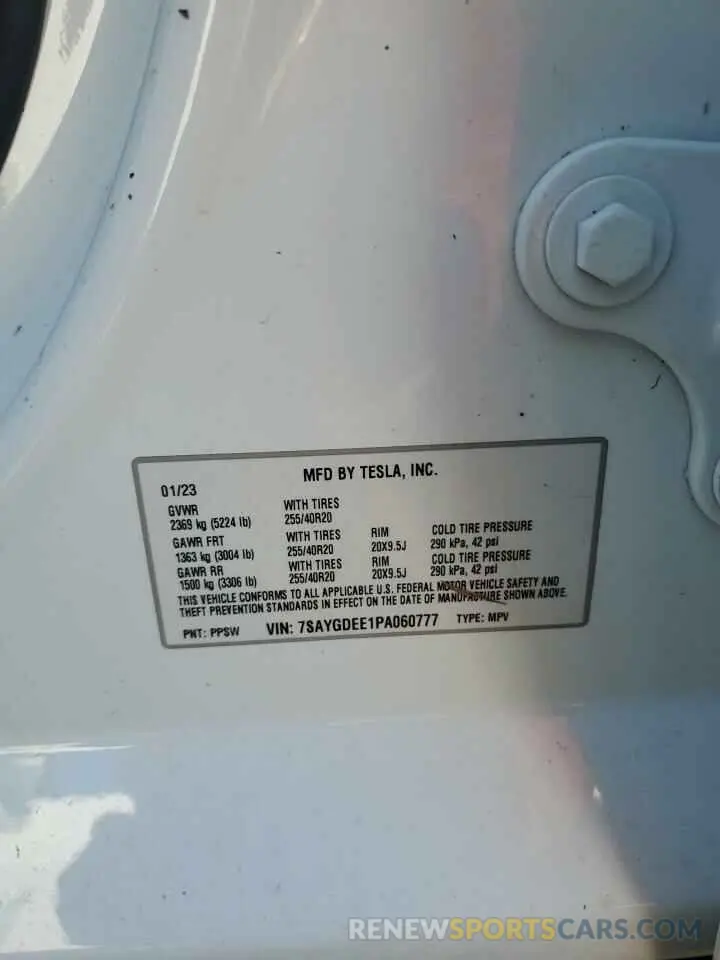 MFD BY TESLA, INC.
01/23
GVWR WITH TIRES
2369 kg (5224 lb) 255/40R20
GAWR FRT WITH TIRES RIM COLD TIRE PRESSURE
1363 kg (3004 lb) 255/40R20 20X9.5J 290 kPa, 42 psi
GAWR RR WITH TIRES RIM COLD TIRE PRESSURE
1500 kg (3306 lb) 255/40R20 20X9.5J 290 kPa, 42 psi
THIS VEHICLE CONFORMS TO ALL APPLICABLE U.S. FEDERAL MOTOR VEHICLE SAFETY AND
THEFT PREVENTION STANDARDS IN EFFECT ON THE DATE OF MANUFACTURE SHOWN ABOVE.
PNT: PPSW VIN: 7SAYGDEE1PA060777 TYPE: MPV
RENEWSPORTSCARS.COM